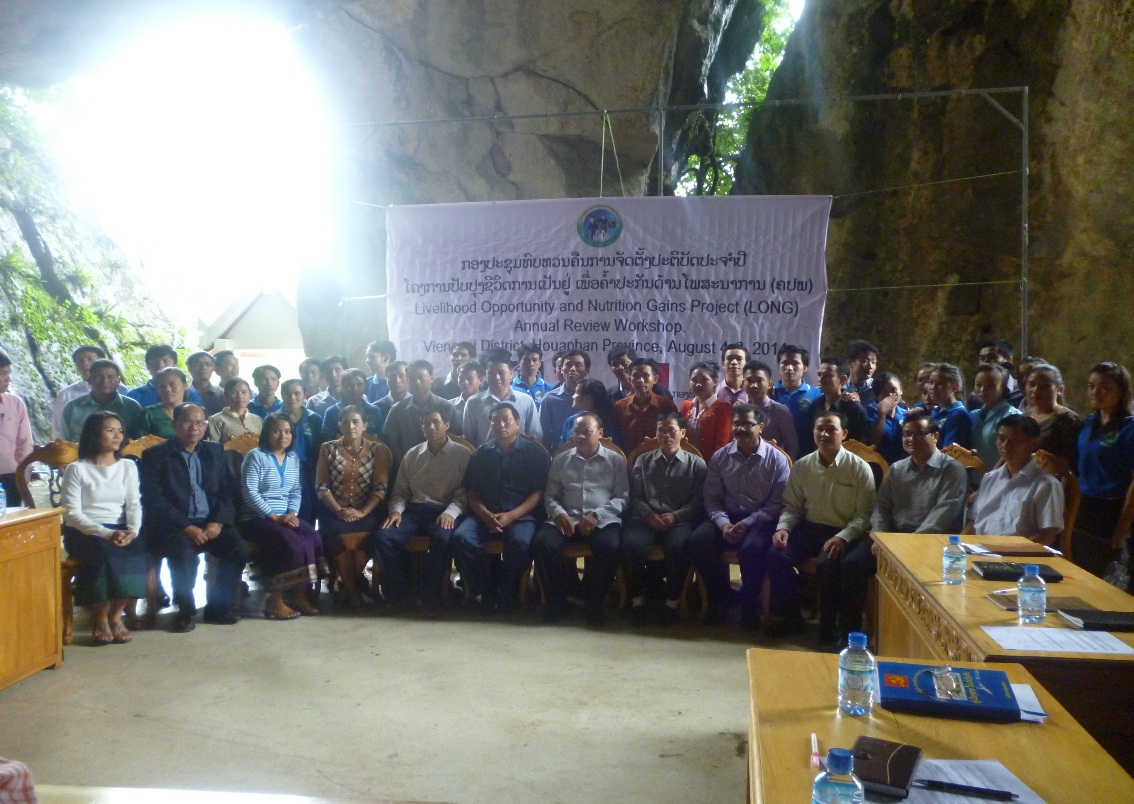 ກອງປະຊຸມທົບທວນຄືນການຈັດຕັ້ງປະຕິບັດປະຈຳປີ
ໂຄງການປັບປຸງຊີວິດການເປັນຢູ່ ເພື່ອຄ້ຳປະກັນດ້ານໂພສະນາການ (ຄປພ)
Livelihood Opportunity and Nutrition Gains Project (LONG)
Annual Review Workshop.
District, Houaphan Province, August